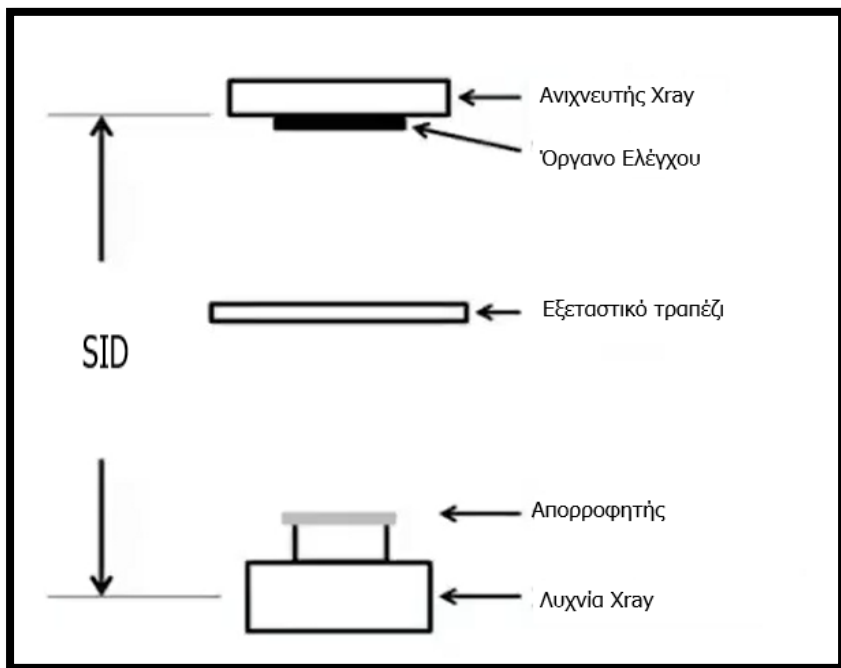 Ανιχνευτής Xray
Όργανο Ελέγχου
Εξεταστικό τραπέζι
SID
Απορροφητής
Λυχνία Xray